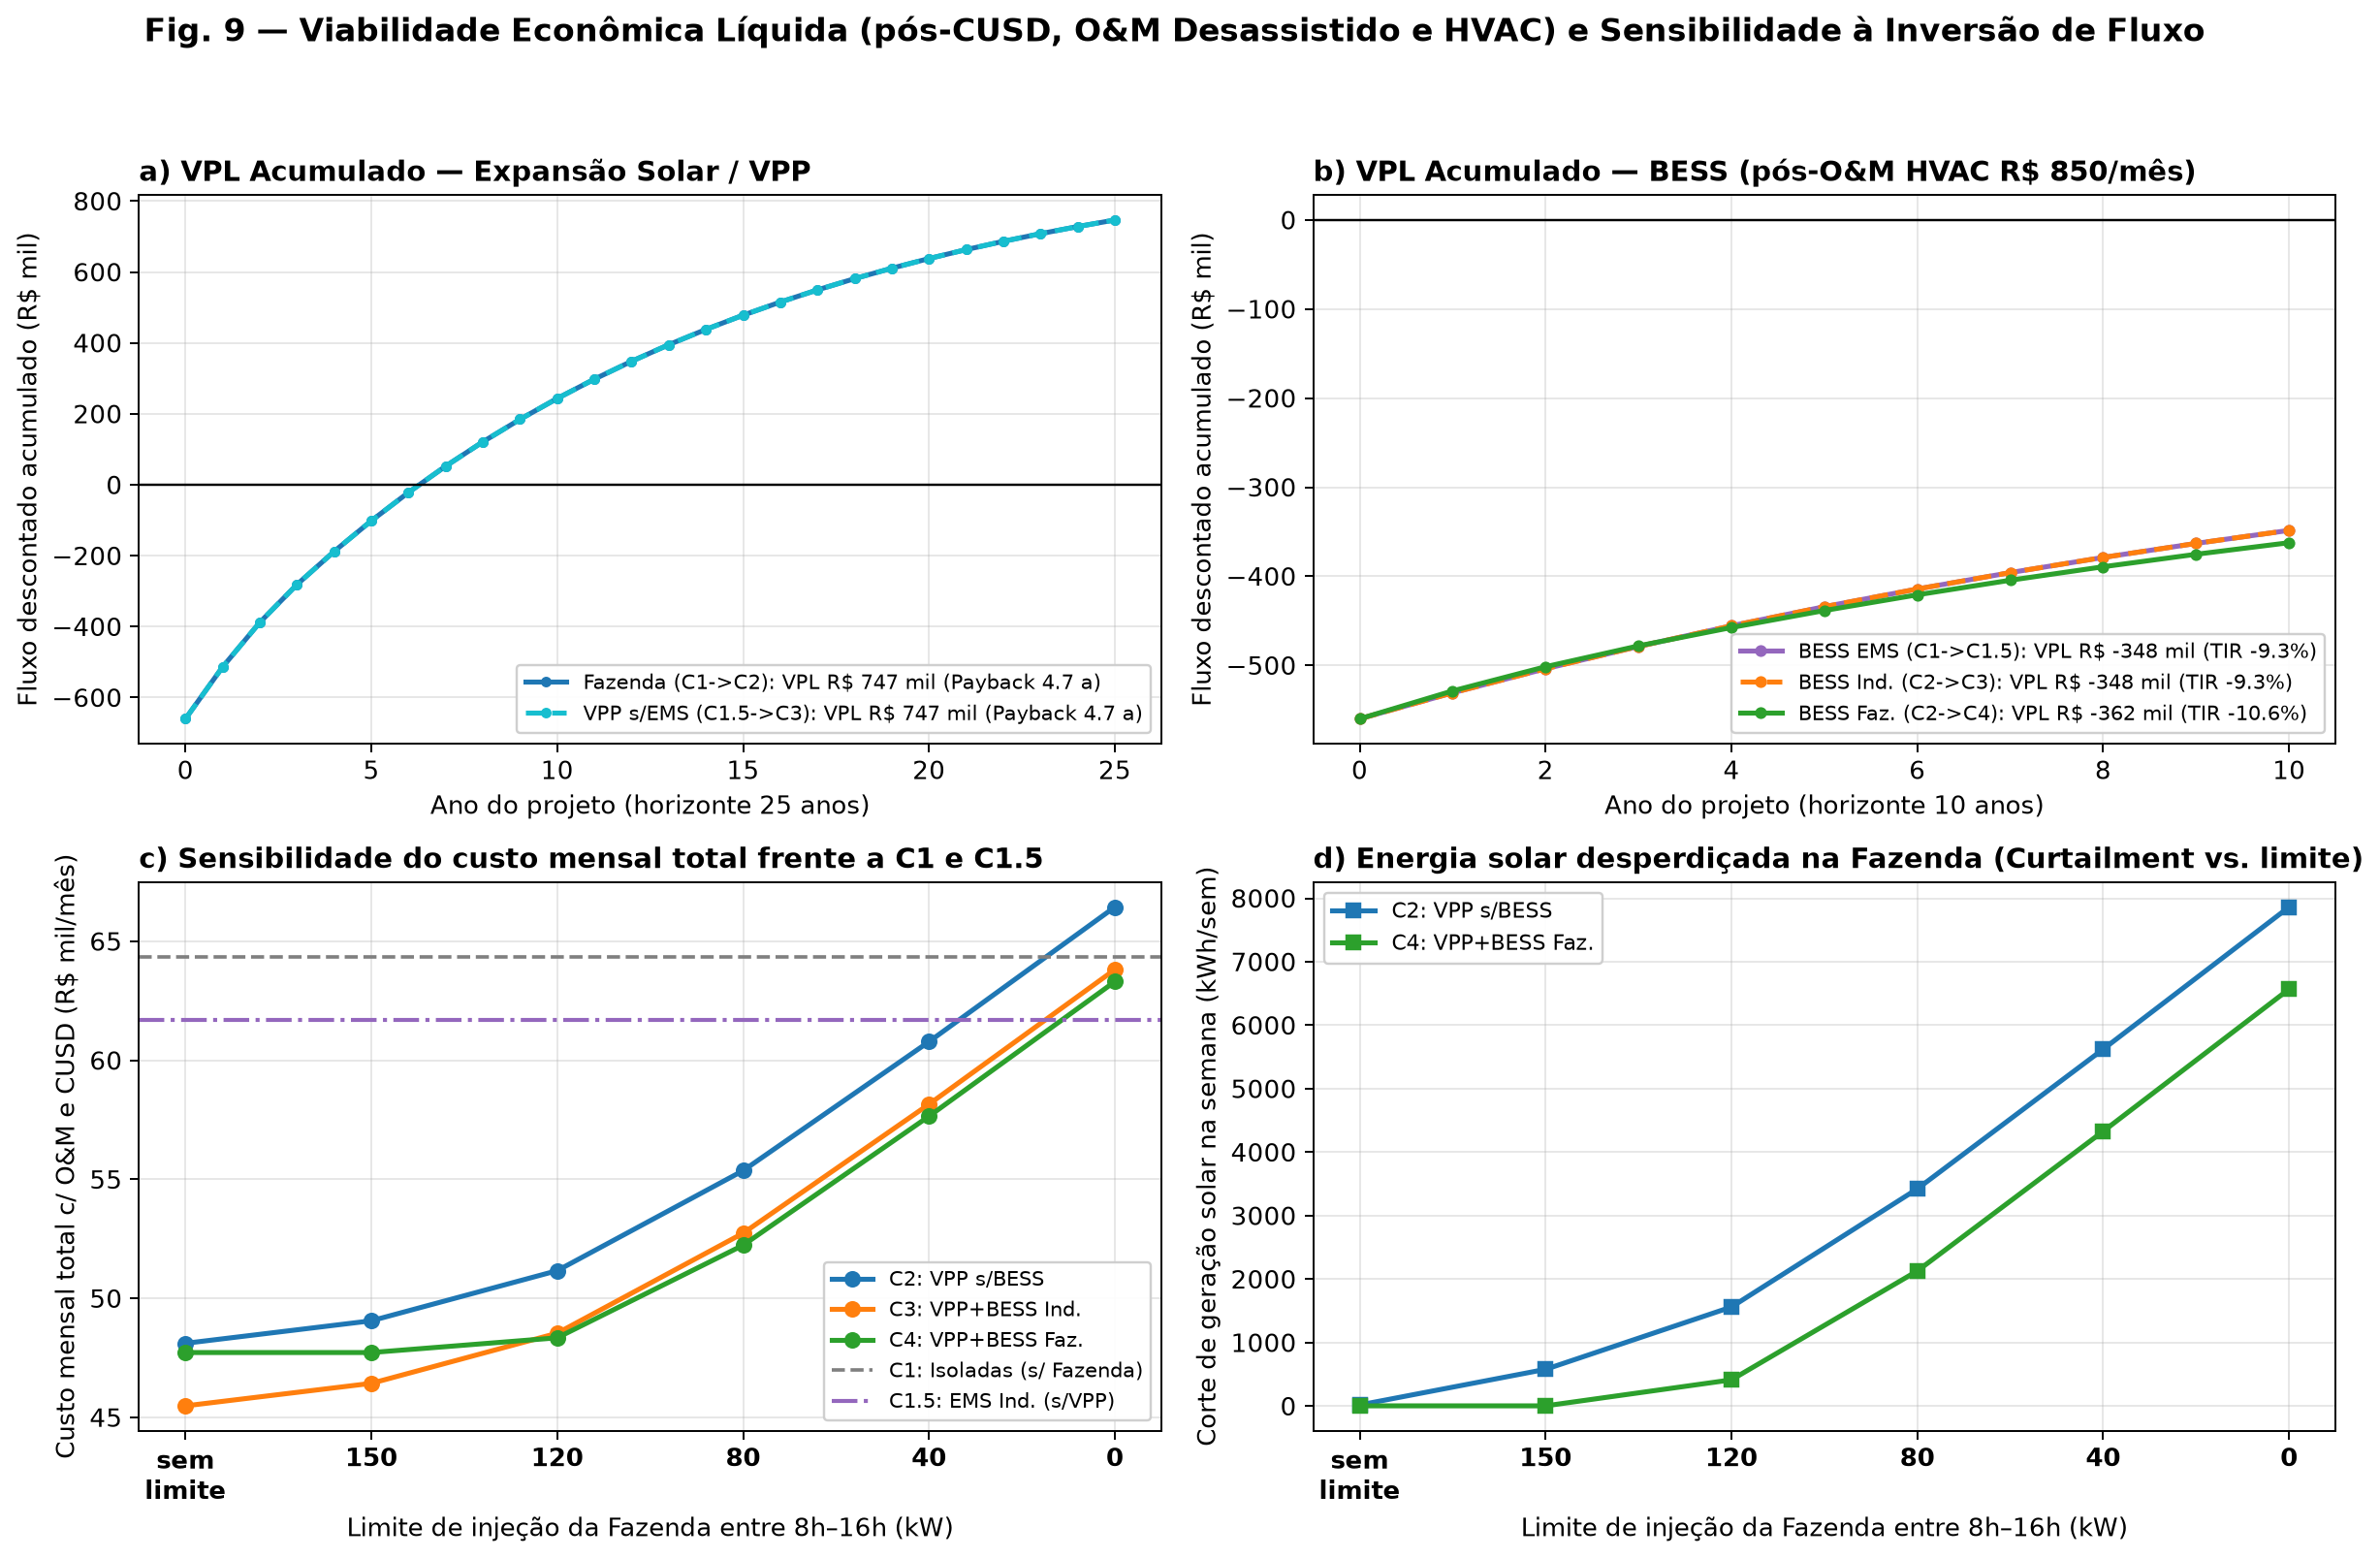 Fig. 9 — Viabilidade Econômica Líquida (pós-CUSD, O&M Desassistido e HVAC) e Sensibilidade à Inversão de Fluxo
a) VPL Acumulado — Expansão Solar / VPP
Fluxo descontado acumulado (R$ mil)
800
600
400
200
0
−200
−400
−600
Fazenda (C1->C2): VPL R$ 747 mil (Payback 4.7 a)
VPP s/EMS (C1.5->C3): VPL R$ 747 mil (Payback 4.7 a)
0 5 10 15 20 25
Ano do projeto (horizonte 25 anos)
b) VPL Acumulado — BESS (pós-O&M HVAC R$ 850/mês)
Fluxo descontado acumulado (R$ mil)
0
−100
−200
−300
−400
−500
BESS EMS (C1->C1.5): VPL R$ -348 mil (TIR -9.3%)
BESS Ind. (C2->C3): VPL R$ -348 mil (TIR -9.3%)
BESS Faz. (C2->C4): VPL R$ -362 mil (TIR -10.6%)
0 2 4 6 8 10
Ano do projeto (horizonte 10 anos)
c) Sensibilidade do custo mensal total frente a C1 e C1.5
Custo mensal total c/ O&M e CUSD (R$ mil/mês)
65
60
55
50
45
C2: VPP s/BESS
C3: VPP+BESS Ind.
C4: VPP+BESS Faz.
C1: Isoladas (s/ Fazenda)
C1.5: EMS Ind. (s/VPP)
sem 150 120 80 40 0
limite
Limite de injeção da Fazenda entre 8h–16h (kW)
d) Energia solar desperdiçada na Fazenda (Curtailment vs. limite)
Corte de geração solar na semana (kWh/sem)
8000
7000
6000
5000
4000
3000
2000
1000
0
C2: VPP s/BESS
C4: VPP+BESS Faz.
sem 150 120 80 40 0
limite
Limite de injeção da Fazenda entre 8h–16h (kW)